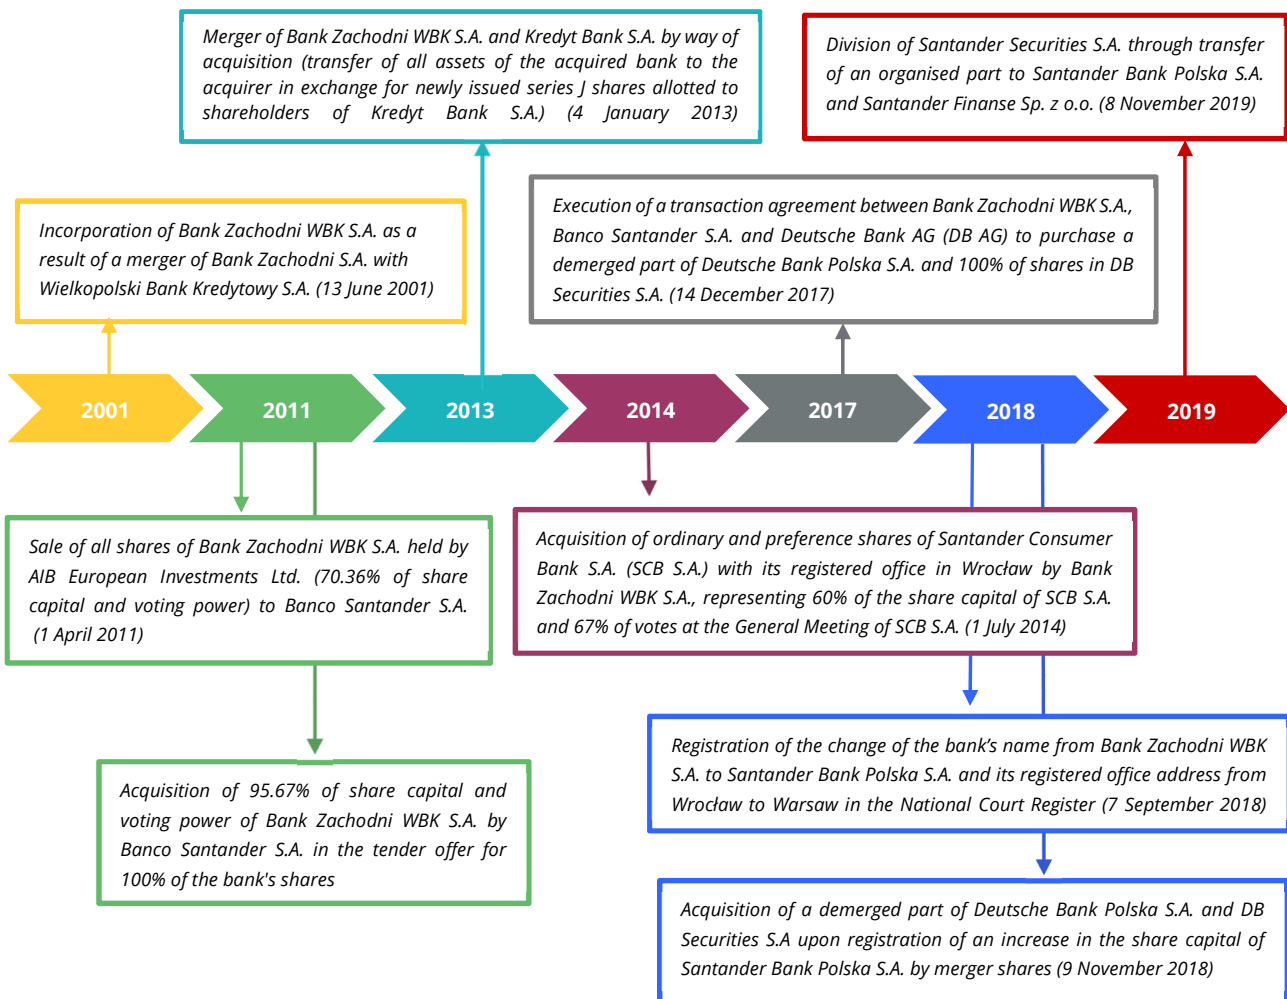 Merger of Bank Zachodni WBK S.A. and Kredyt Bank S.A. by way of
acquisition (transfer of all assets of the acquired bank to the
acquirer in exchange for newly issued series J shares allotted to
shareholders of Kredyt Bank S.A.) (4 January 2013)
Division of Santander Securities S.A. through transfer
of an organised part to Santander Bank Polska S.A.
and Santander Finanse Sp. z o.o. (8 November 2019)
Incorporation of Bank Zachodni WBK S.A. as a
result of a merger of Bank Zachodni S.A. with
Wielkopolski Bank Kredytowy S.A. (13 June 2001)
Execution of a transaction agreement between Bank Zachodni WBK S.A.,
Banco Santander S.A. and Deutsche Bank AG (DB AG) to purchase a
demerged part of Deutsche Bank Polska S.A. and 100% of shares in DB
Securities S.A. (14 December 2017)
2001
2011
2013
2014
2017
2018
2019
Sale of all shares of Bank Zachodni WBK S.A. held by
AIB European Investments Ltd. (70.36% of share
capital and voting power) to Banco Santander S.A.
(1 April 2011)
Acquisition of ordinary and preference shares of Santander Consumer
Bank S.A. (SCB S.A.) with its registered office in Wrocław by Bank
Zachodni WBK S.A., representing 60% of the share capital of SCB S.A.
and 67% of votes at the General Meeting of SCB S.A. (1 July 2014)
Acquisition of 95.67% of share capital and
voting power of Bank Zachodni WBK S.A. by
Banco Santander S.A. in the tender offer for
100% of the bank's shares
Registration of the change of the bank’s name from Bank Zachodni WBK
S.A. to Santander Bank Polska S.A. and its registered office address from
Wrocław to Warsaw in the National Court Register (7 September 2018)
Acquisition of a demerged part of Deutsche Bank Polska S.A. and DB
Securities S.A upon registration of an increase in the share capital of
Santander Bank Polska S.A. by merger shares (9 November 2018)